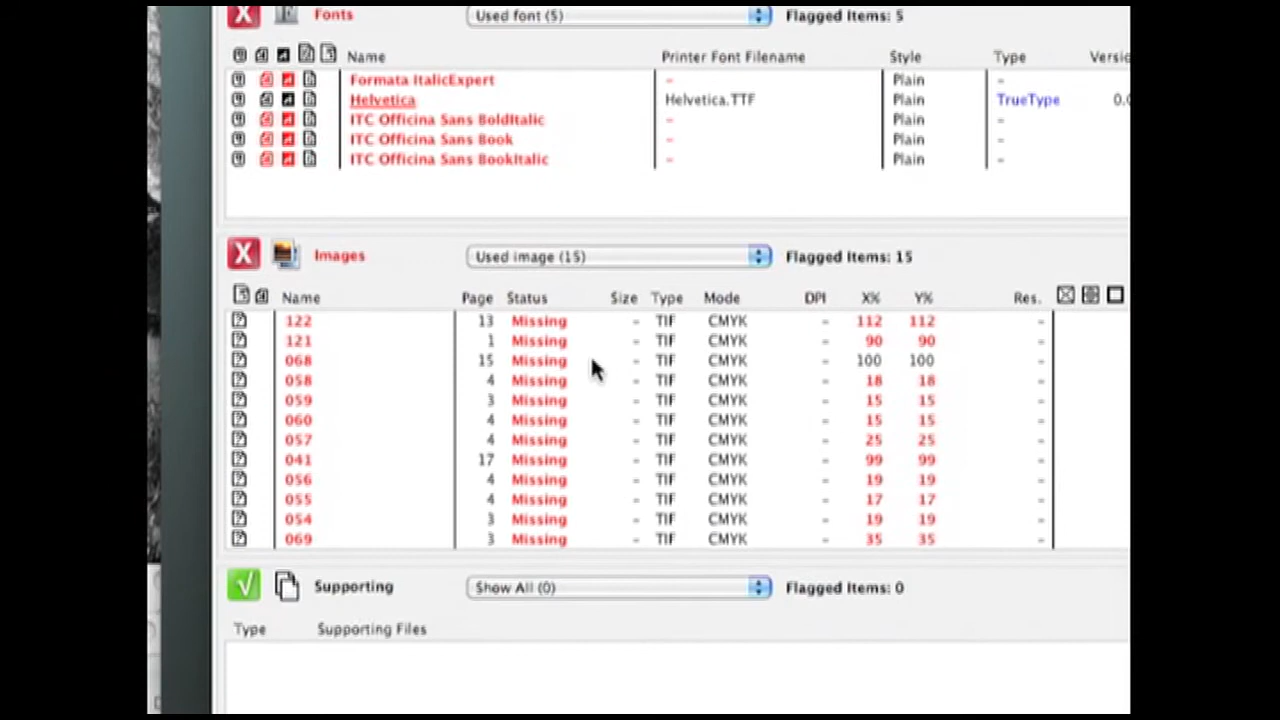 X Fonts Used font (5) Flagged Items: 5
Name Printer Font Filename Style Type
Formata ItalicExpert - Plain -
Helvetica Helvetica.TTF Plain TrueType
ITC Officina Sans BoldItalic - Plain -
ITC Officina Sans Book - Plain -
ITC Officina Sans BookItalic - Plain -
X Images Used image (15) Flagged Items: 15
Name Page Status Size Type Mode DPI X% Y% Res.
122 13 Missing - TIF CMYK - 112 112 -
121 1 Missing - TIF CMYK - 90 90 -
068 15 Missing - TIF CMYK - 100 100 -
058 4 Missing - TIF CMYK - 18 18 -
059 3 Missing - TIF CMYK - 15 15 -
060 4 Missing - TIF CMYK - 15 15 -
057 4 Missing - TIF CMYK - 25 25 -
041 17 Missing - TIF CMYK - 99 99 -
056 4 Missing - TIF CMYK - 19 19 -
055 4 Missing - TIF CMYK - 17 17 -
054 3 Missing - TIF CMYK - 19 19 -
069 3 Missing - TIF CMYK - 35 35 -
Supporting Show All (0) Flagged Items: 0
Type Supporting Files